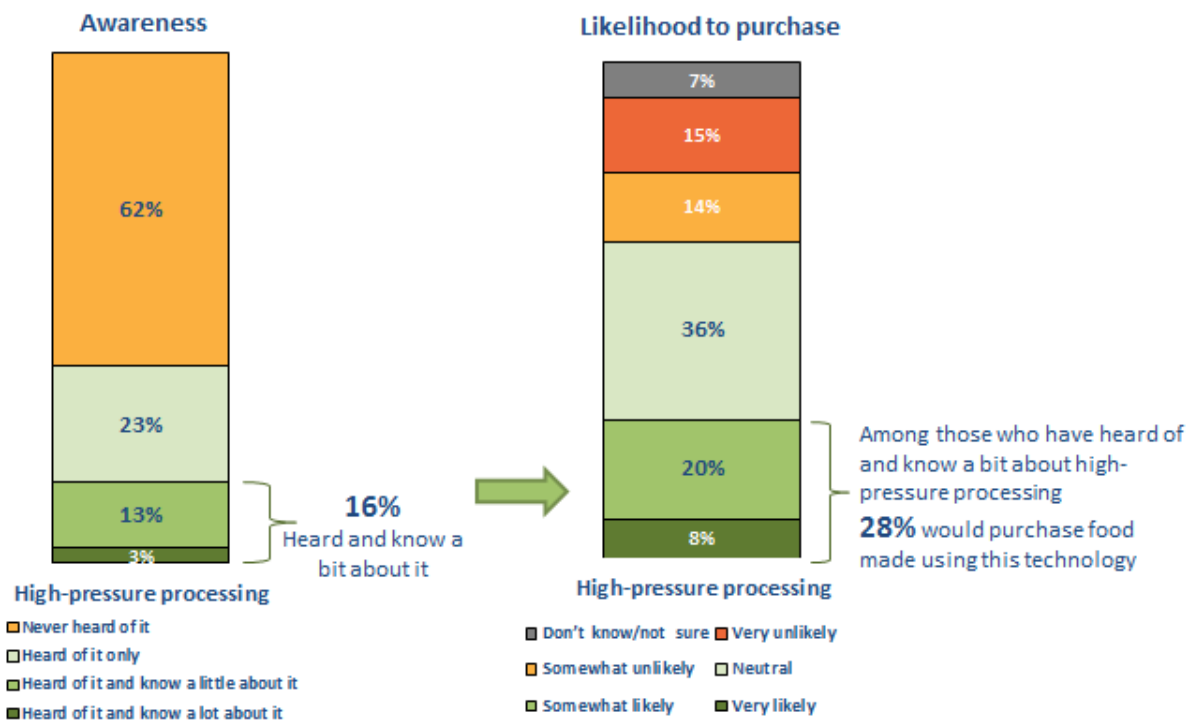 Awareness
62%
23%
13%
3%
16%
Heard and know a
bit about it
High-pressure processing
Never heard of it
Heard of it only
Heard of it and know a little about it
Heard of it and know a lot about it
Likelihood to purchase
7%
15%
14%
36%
20%
8%
Among those who have heard of
and know a bit about high-
pressure processing
28% would purchase food
made using this technology
High-pressure processing
Don't know/not sure
Very unlikely
Somewhat unlikely
Neutral
Somewhat likely
Very likely